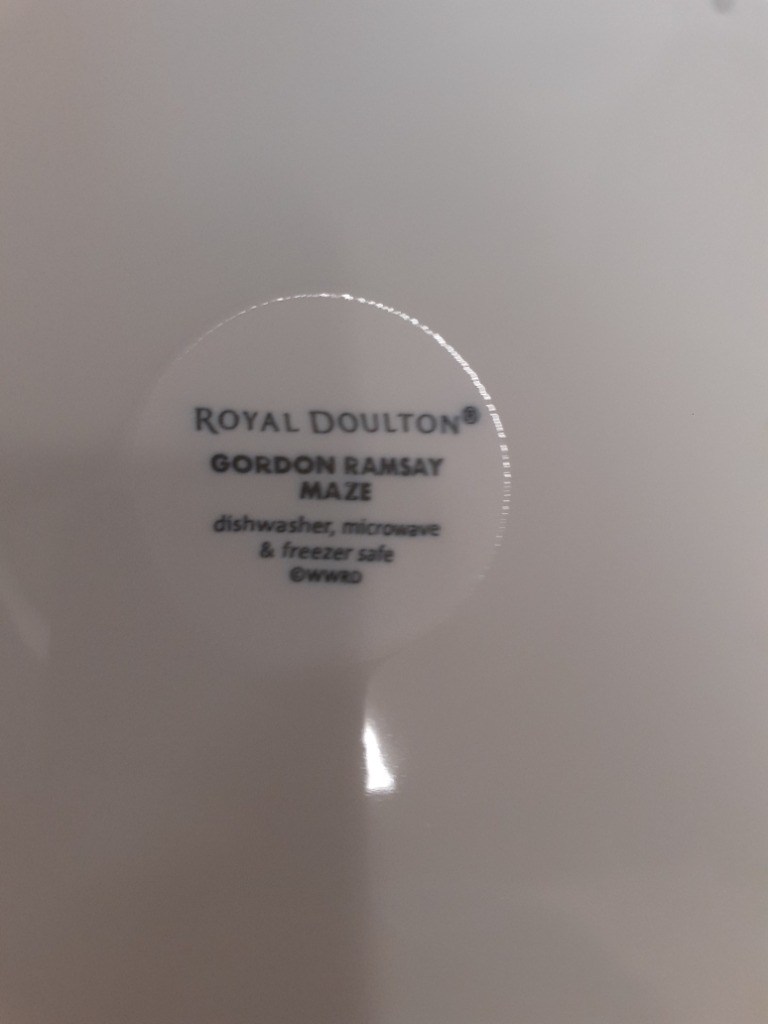 ROYAL DOULTON®
GORDON RAMSAY
MAZE
dishwasher, microwave
& freezer safe
©WWRD